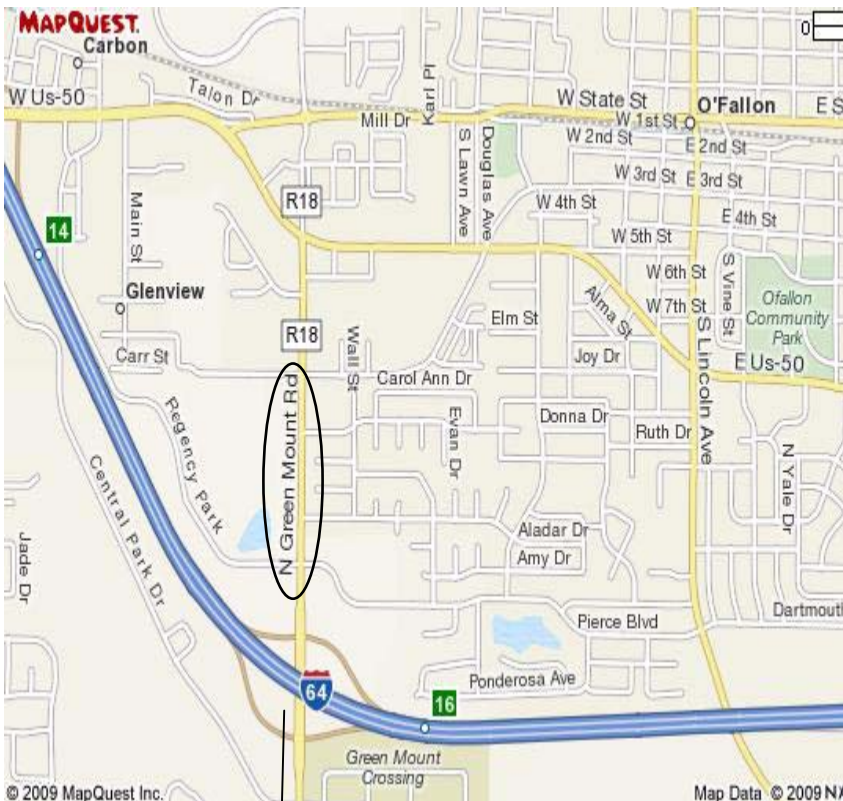 MAPQUEST.
Carbon
0
W Us-50
Talon Dr
Karl Pl
W State St
O'Fallon
E S
Mill Dr
W 1st St
S Lawn Ave
Douglas Ave
W 2nd St
E 2nd St
W 3rd St
E 3rd St
Main St
R18
W 4th St
E 4th St
14
W 5th St
S Vine St
W 6th St
Glenview
Alma St
W 7th St
Ofallon
Community
Park
Elm St
R18
Wall St
S Lincoln Ave
Carr St
Joy Dr
E Us-50
Carol Ann Dr
N Green Mount Rd
Regency Park
Evan Dr
Donna Dr
Ruth Dr
N Yale Dr
Central Park Dr
Jade Dr
Aladar Dr
Amy Dr
Pierce Blvd
Dartmouth
Ponderosa Ave
64
16
Green Mount
Crossing
© 2009 MapQuest Inc.
Map Data © 2009 NA